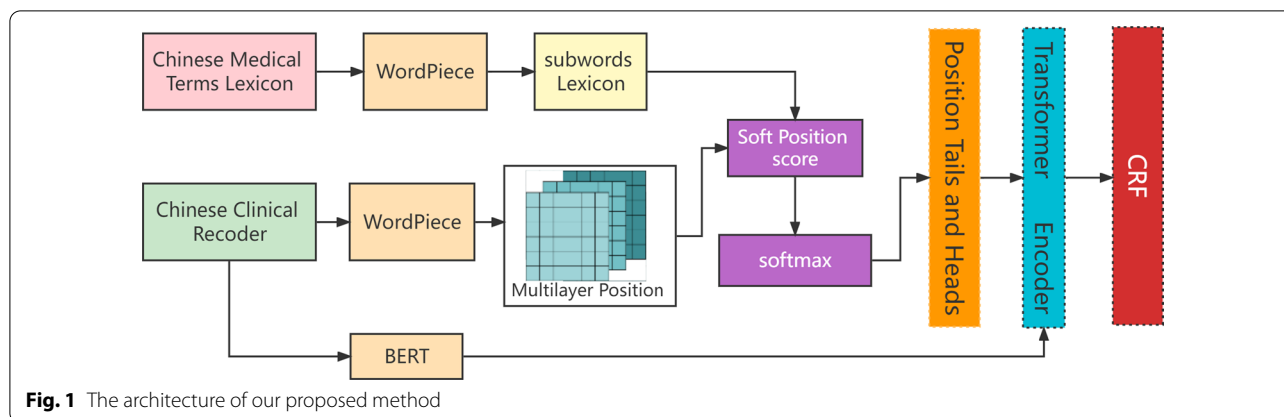 Chinese Medical
Terms Lexicon
WordPiece
subwords
Lexicon
Soft Position
score
Chinese Clinical
Recoder
WordPiece
Multilayer Position
softmax
BERT
Position Tails and Heads
Transformer Encoder
CRF
Fig. 1 The architecture of our proposed method